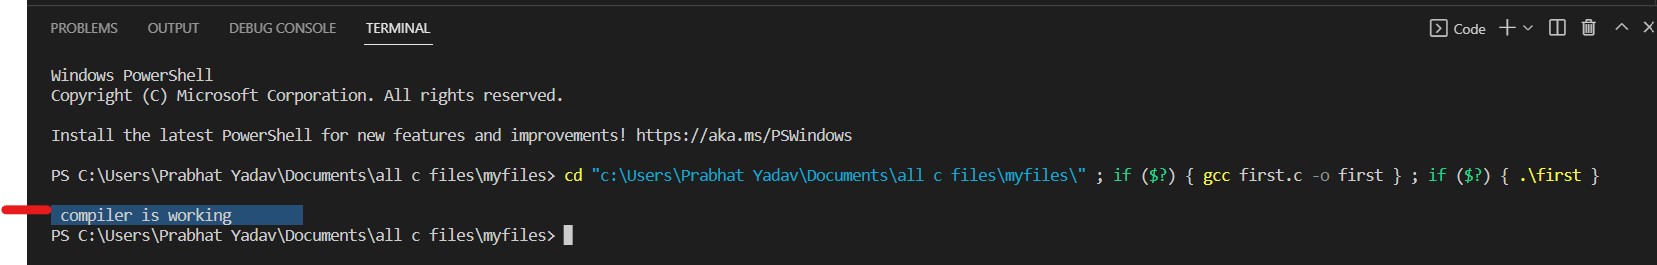 PROBLEMS OUTPUT DEBUG CONSOLE TERMINAL Code
Windows PowerShell
Copyright (C) Microsoft Corporation. All rights reserved.
Install the latest PowerShell for new features and improvements! https://aka.ms/PSWindows
PS C:\Users\Prabhat Yadav\Documents\all c files\myfiles> cd "c:\Users\Prabhat Yadav\Documents\all c files\myfiles\" ; if ($?) { gcc first.c -o first } ; if ($?) { .\first }
compiler is working
PS C:\Users\Prabhat Yadav\Documents\all c files\myfiles>